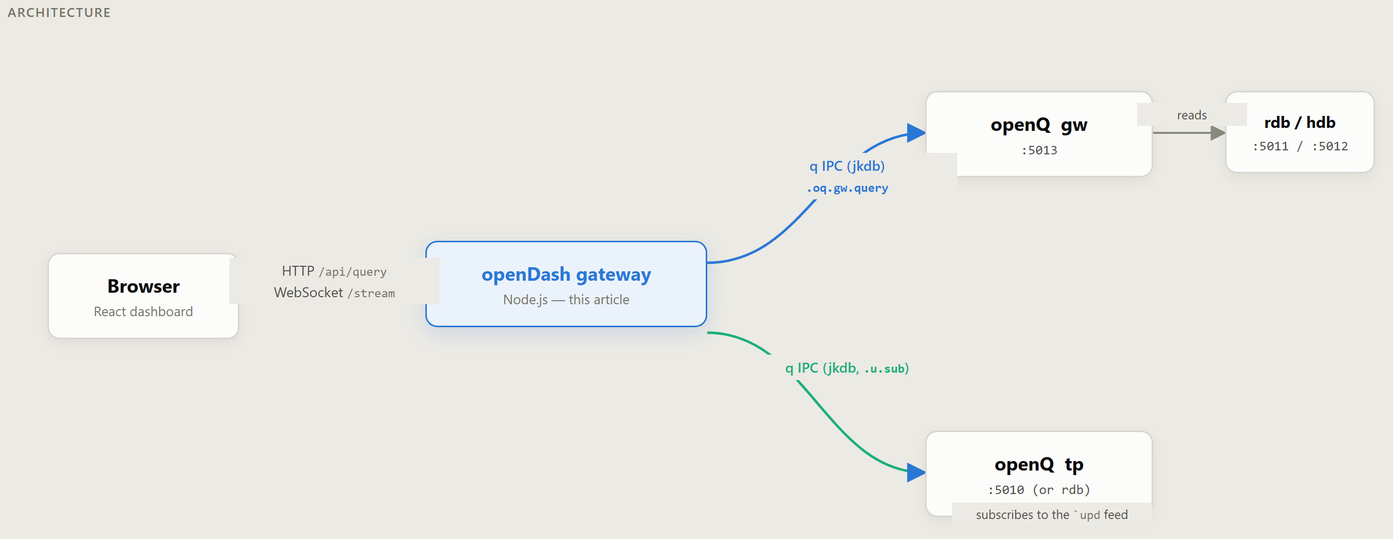 ARCHITECTURE
Browser
React dashboard
HTTP /api/query
WebSocket /stream
openDash gateway
Node.js — this article
q IPC (jkdb)
.oq.gw.query
openQ gw
:5013
reads
rdb / hdb
:5011 / :5012
q IPC (jkdb, .u.sub)
openQ tp
:5010 (or rdb)
subscribes to the `upd feed